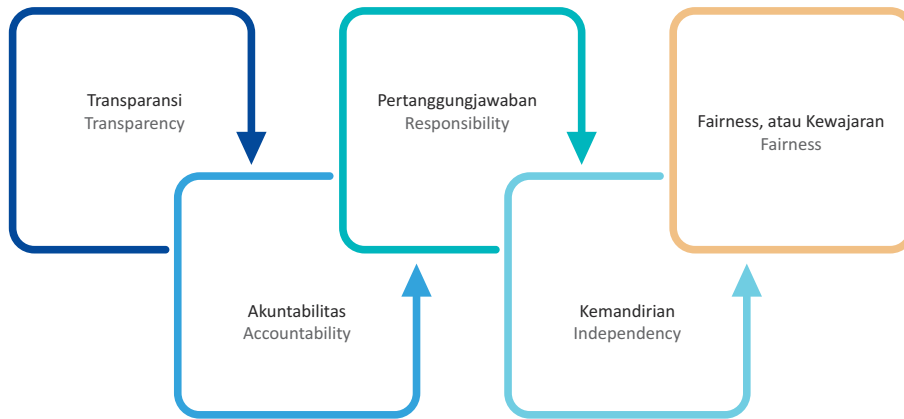 Transparansi
Transparency
Akuntabilitas
Accountability
Pertanggungjawaban
Responsibility
Kemandirian
Independency
Fairness, atau Kewajaran
Fairness